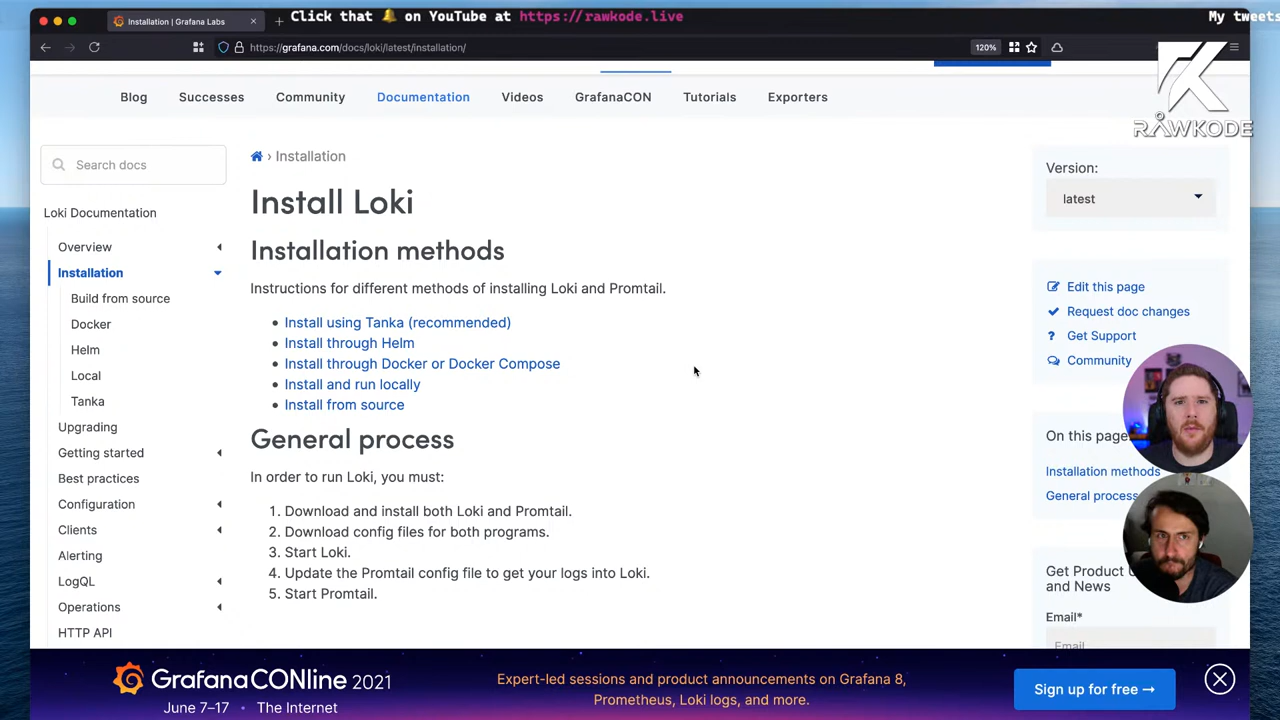 Click that 🔔 on YouTube at https://rawkode.live
My tweets
Installation | Grafana Labs
https://grafana.com/docs/loki/latest/installation/
120%
RAWKODE
Blog Successes Community Documentation Videos GrafanaCON Tutorials Exporters
Search docs
Loki Documentation
Overview
Installation
Build from source
Docker
Helm
Local
Tanka
Upgrading
Getting started
Best practices
Configuration
Clients
Alerting
LogQL
Operations
HTTP API
› Installation
Install Loki
Installation methods
Instructions for different methods of installing Loki and Promtail.
• Install using Tanka (recommended)
• Install through Helm
• Install through Docker or Docker Compose
• Install and run locally
• Install from source
General process
In order to run Loki, you must:
1. Download and install both Loki and Promtail.
2. Download config files for both programs.
3. Start Loki.
4. Update the Promtail config file to get your logs into Loki.
5. Start Promtail.
Version:
latest
Edit this page
Request doc changes
? Get Support
Community
On this page
Installation methods
General process
Get Product
and News
Email*
Email
GrafanaCONline 2021
June 7–17 • The Internet
Expert-led sessions and product announcements on Grafana 8,
Prometheus, Loki logs, and more.
Sign up for free →